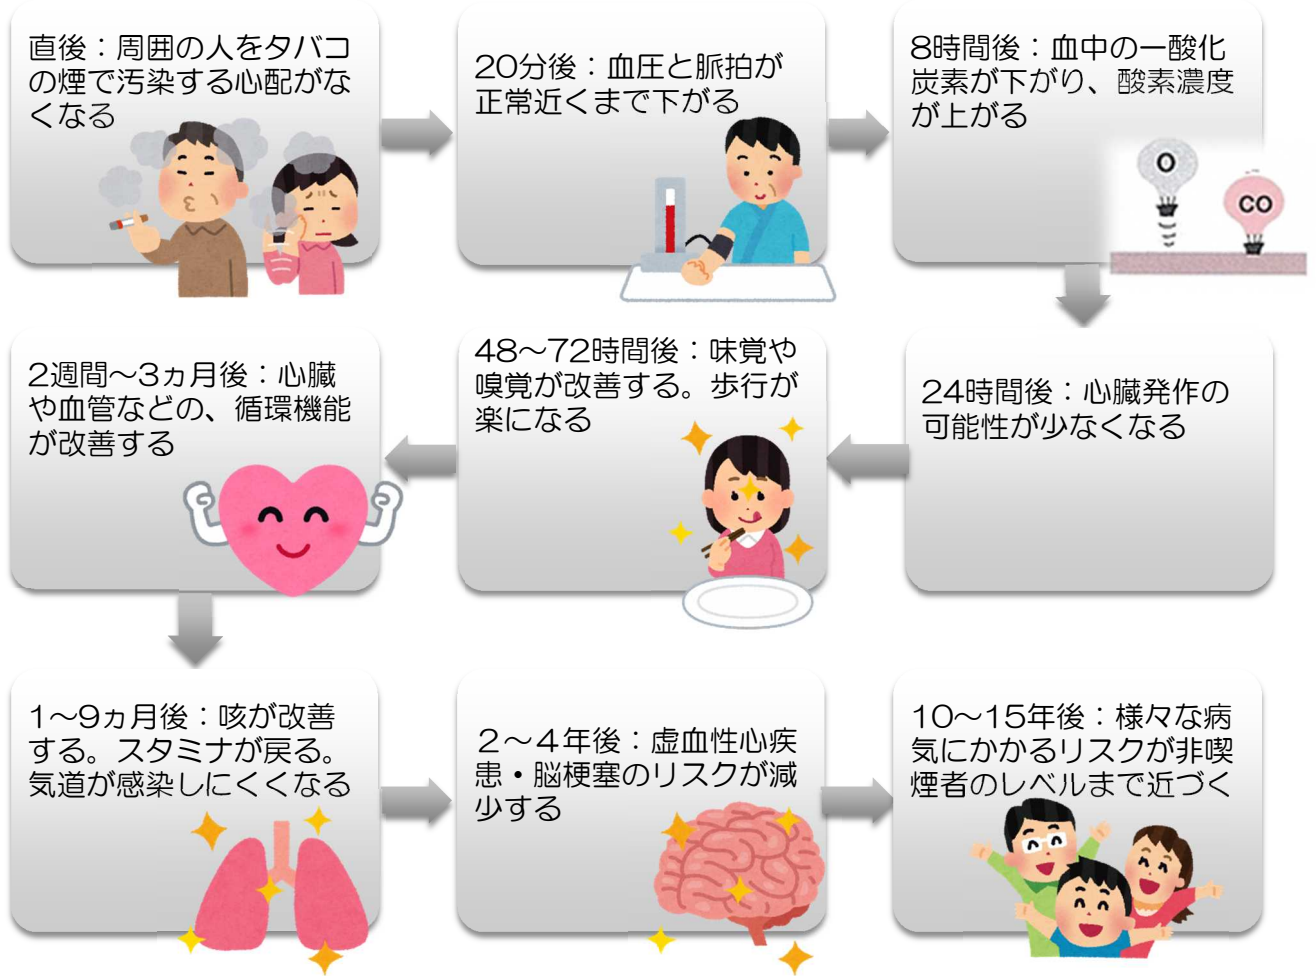 直後：周囲の人をタバコ
の煙で汚染する心配がな
くなる
20分後：血圧と脈拍が
正常近くまで下がる
8時間後：血中の一酸化
炭素が下がり、酸素濃度
が上がる
O
CO
24時間後：心臓発作の
可能性が少なくなる
48～72時間後：味覚や
嗅覚が改善する。歩行が
楽になる
2週間～3ヵ月後：心臓
や血管などの、循環機能
が改善する
1～9ヵ月後：咳が改善
する。スタミナが戻る。
気道が感染しにくくなる
２～４年後：虚血性心疾
患・脳梗塞のリスクが減
少する
10～15年後：様々な病
気にかかるリスクが非喫
煙者のレベルまで近づく